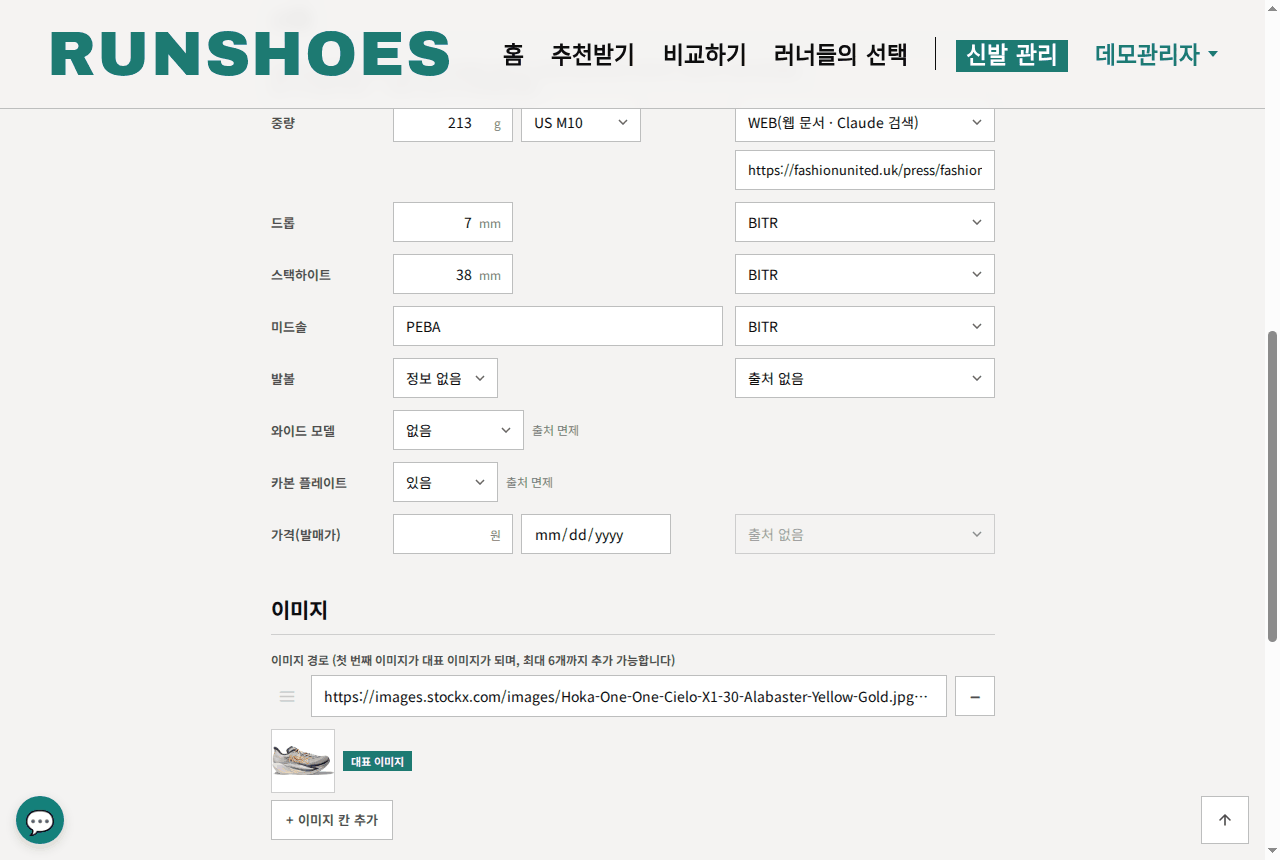 RUNSHOES 홈 추천받기 비교하기 러너들의 선택 신발 관리 데모관리자
중량 213 g US M10 WEB(웹 문서 · Claude 검색)
https://fashionunited.uk/press/fashior
드롭 7 mm BITR
스택하이트 38 mm BITR
미드솔 PEBA BITR
발볼 정보 없음 출처 없음
와이드 모델 없음 출처 면제
카본 플레이트 있음 출처 면제
가격(발매가) 원 mm/dd/yyyy 출처 없음
이미지
이미지 경로 (첫 번째 이미지가 대표 이미지가 되며, 최대 6개까지 추가 가능합니다)
https://images.stockx.com/images/Hoka-One-One-Cielo-X1-30-Alabaster-Yellow-Gold.jpg…
대표 이미지
+ 이미지 칸 추가